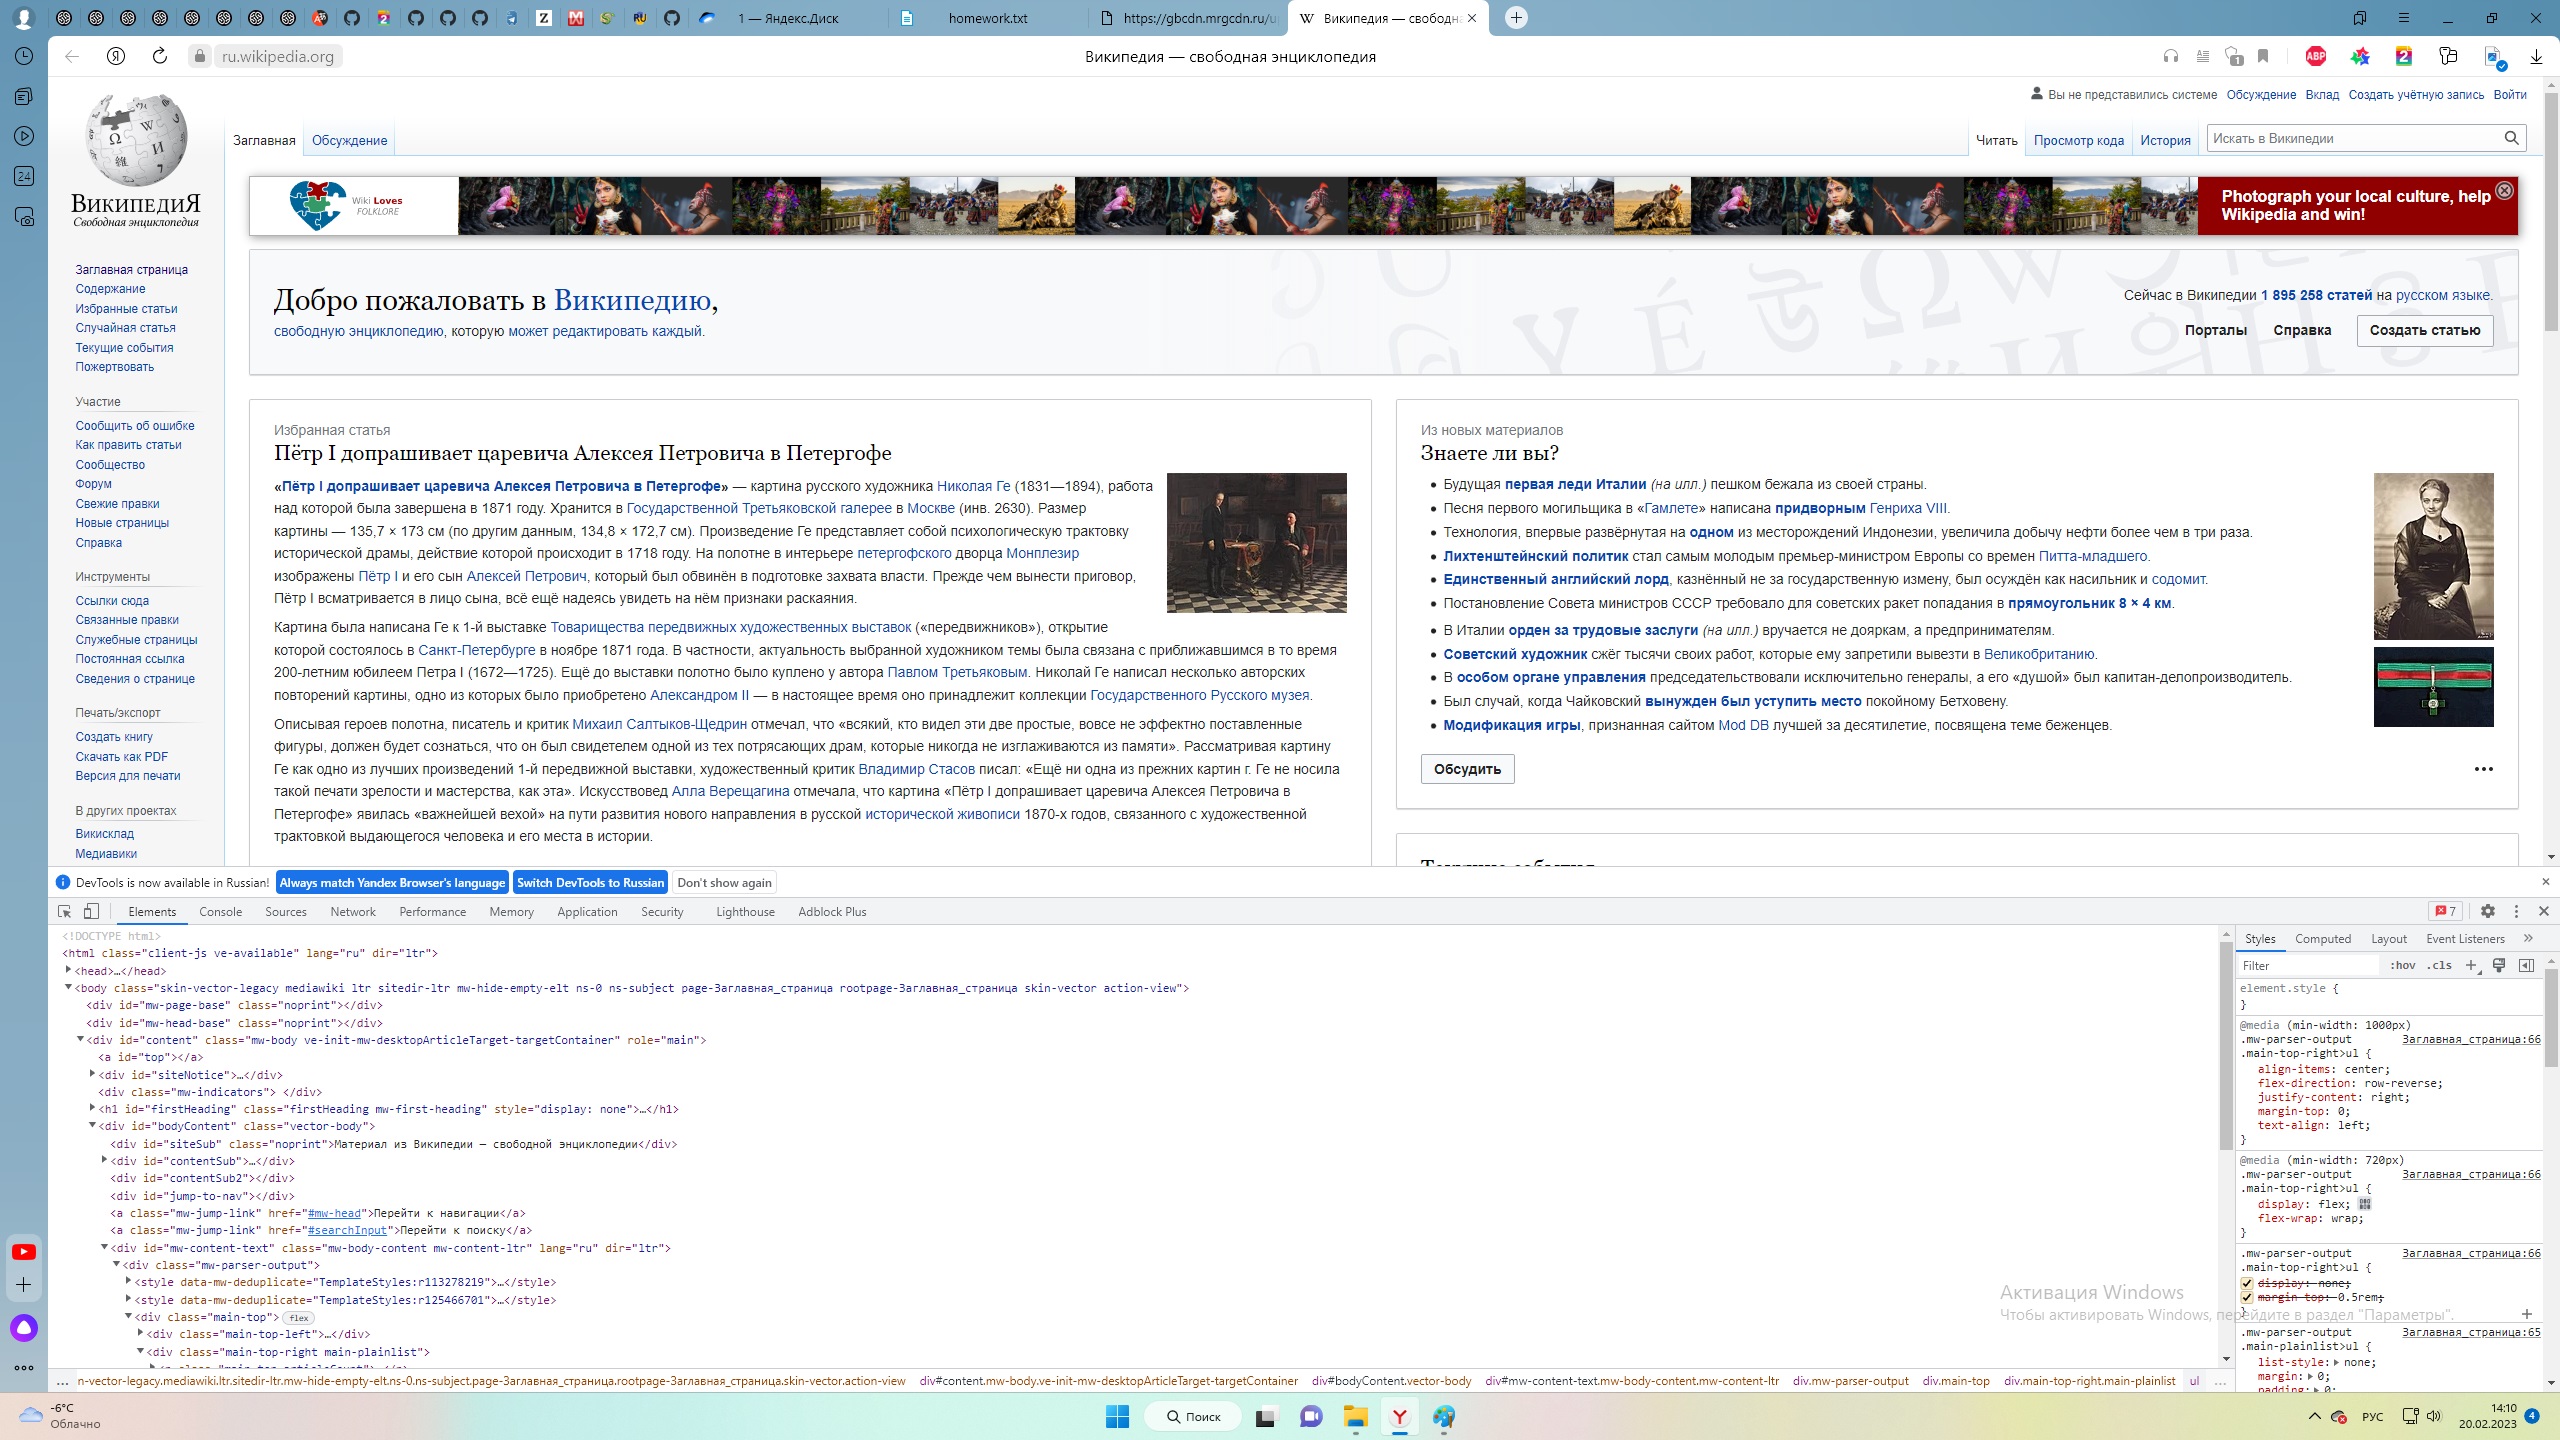 1 — Яндекс.Диск
homework.txt
https://gbcdn.mrgcdn.ru/u
Википедия — свободн
ru.wikipedia.org
Википедия — свободная энциклопедия
24
ВикипедиЯ
Свободная энциклопедия
Вы не представились системе Обсуждение Вклад Создать учётную запись Войти
Заглавная Обсуждение
Читать Просмотр кода История Искать в Википедии
Wiki Loves
FOLKLORE
Photograph your local culture, help
Wikipedia and win!
Заглавная страница
Содержание
Избранные статьи
Случайная статья
Текущие события
Пожертвовать
Участие
Сообщить об ошибке
Как править статьи
Сообщество
Форум
Свежие правки
Новые страницы
Справка
Инструменты
Ссылки сюда
Связанные правки
Служебные страницы
Постоянная ссылка
Сведения о странице
Печать/экспорт
Создать книгу
Скачать как PDF
Версия для печати
В других проектах
Викисклад
Медиавики
Добро пожаловать в Википедию,
свободную энциклопедию, которую может редактировать каждый.
Сейчас в Википедии 1 895 258 статей на русском языке.
Порталы Справка Создать статью
Избранная статья
Пётр I допрашивает царевича Алексея Петровича в Петергофе
«Пётр I допрашивает царевича Алексея Петровича в Петергофе» — картина русского художника Николая Ге (1831—1894), работа
над которой была завершена в 1871 году. Хранится в Государственной Третьяковской галерее в Москве (инв. 2630). Размер
картины — 135,7 × 173 см (по другим данным, 134,8 × 172,7 см). Произведение Ге представляет собой психологическую трактовку
исторической драмы, действие которой происходит в 1718 году. На полотне в интерьере петергофского дворца Монплезир
изображены Пётр I и его сын Алексей Петрович, который был обвинён в подготовке захвата власти. Прежде чем вынести приговор,
Пётр I всматривается в лицо сына, всё ещё надеясь увидеть на нём признаки раскаяния.
Картина была написана Ге к 1-й выставке Товарищества передвижных художественных выставок («передвижников»), открытие
которой состоялось в Санкт-Петербурге в ноябре 1871 года. В частности, актуальность выбранной художником темы была связана с приближавшимся в то время
200-летним юбилеем Петра I (1672—1725). Ещё до выставки полотно было куплено у автора Павлом Третьяковым. Николай Ге написал несколько авторских
повторений картины, одно из которых было приобретено Александром II — в настоящее время оно принадлежит коллекции Государственного Русского музея.
Описывая героев полотна, писатель и критик Михаил Салтыков-Щедрин отмечал, что «всякий, кто видел эти две простые, вовсе не эффектно поставленные
фигуры, должен будет сознаться, что он был свидетелем одной из тех потрясающих драм, которые никогда не изглаживаются из памяти». Рассматривая картину
Ге как одно из лучших произведений 1-й передвижной выставки, художественный критик Владимир Стасов писал: «Ещё ни одна из прежних картин г. Ге не носила
такой печати зрелости и мастерства, как эта». Искусствовед Алла Верещагина отмечала, что картина «Пётр I допрашивает царевича Алексея Петровича в
Петергофе» явилась «важнейшей вехой» на пути развития нового направления в русской исторической живописи 1870-х годов, связанного с художественной
трактовкой выдающегося человека и его места в истории.
Из новых материалов
Знаете ли вы?
Будущая первая леди Италии (на илл.) пешком бежала из своей страны.
Песня первого могильщика в «Гамлете» написана придворным Генриха VIII.
Технология, впервые развёрнутая на одном из месторождений Индонезии, увеличила добычу нефти более чем в три раза.
Лихтенштейнский политик стал самым молодым премьер-министром Европы со времен Питта-младшего.
Единственный английский лорд, казнённый не за государственную измену, был осуждён как насильник и содомит.
Постановление Совета министров СССР требовало для советских ракет попадания в прямоугольник 8 × 4 км.
В Италии орден за трудовые заслуги (на илл.) вручается не дояркам, а предпринимателям.
Советский художник сжёг тысячи своих работ, которые ему запретили вывезти в Великобританию.
В особом органе управления председательствовали исключительно генералы, а его «душой» был капитан-делопроизводитель.
Был случай, когда Чайковский вынужден был уступить место покойному Бетховену.
Модификация игры, признанная сайтом Mod DB лучшей за десятилетие, посвящена теме беженцев.
Обсудить
DevTools is now available in Russian! Always match Yandex Browser's language Switch DevTools to Russian Don't show again
Elements Console Sources Network Performance Memory Application Security Lighthouse Adblock Plus
7
<!DOCTYPE html>
<html class="client-js ve-available" lang="ru" dir="ltr">
<head>…</head>
<body class="skin-vector-legacy mediawiki ltr sitedir-ltr mw-hide-empty-elt ns-0 ns-subject page-Заглавная_страница rootpage-Заглавная_страница skin-vector action-view">
<div id="mw-page-base" class="noprint"></div>
<div id="mw-head-base" class="noprint"></div>
<div id="content" class="mw-body ve-init-mw-desktopArticleTarget-targetContainer" role="main">
<a id="top"></a>
<div id="siteNotice">…</div>
<div class="mw-indicators"> </div>
<h1 id="firstHeading" class="firstHeading mw-first-heading" style="display: none">…</h1>
<div id="bodyContent" class="vector-body">
<div id="siteSub" class="noprint">Материал из Википедии — свободной энциклопедии</div>
<div id="contentSub">…</div>
<div id="contentSub2"></div>
<div id="jump-to-nav"></div>
<a class="mw-jump-link" href="#mw-head">Перейти к навигации</a>
<a class="mw-jump-link" href="#searchInput">Перейти к поиску</a>
<div id="mw-content-text" class="mw-body-content mw-content-ltr" lang="ru" dir="ltr">
<div class="mw-parser-output">
<style data-mw-deduplicate="TemplateStyles:r113278219">…</style>
<style data-mw-deduplicate="TemplateStyles:r125466701">…</style>
<div class="main-top"> flex
<div class="main-top-left">…</div>
<div class="main-top-right main-plainlist">
… n-vector-legacy.mediawiki.ltr.sitedir-ltr.mw-hide-empty-elt.ns-0.ns-subject.page-Заглавная_страница.rootpage-Заглавная_страница.skin-vector.action-view div#content.mw-body.ve-init-mw-desktopArticleTarget-targetContainer div#bodyContent.vector-body div#mw-content-text.mw-body-content.mw-content-ltr div.mw-parser-output div.main-top div.main-top-right.main-plainlist ul …
Styles Computed Layout Event Listeners »
Filter :hov .cls +
element.style {
}
@media (min-width: 1000px)
.mw-parser-output Заглавная_страница:66
.main-top-right>ul {
align-items: center;
flex-direction: row-reverse;
justify-content: right;
margin-top: 0;
text-align: left;
}
@media (min-width: 720px)
.mw-parser-output Заглавная_страница:66
.main-top-right>ul {
display: flex;
flex-wrap: wrap;
}
.mw-parser-output Заглавная_страница:66
.main-top-right>ul {
display: none;
margin-top: 0.5rem;
}
.mw-parser-output Заглавная_страница:65
.main-plainlist>ul {
list-style: none;
margin: 0;
padding: 0;
Активация Windows
Чтобы активировать Windows, перейдите в раздел "Параметры".
-6°C
Облачно
Поиск
РУС
14:10
20.02.2023
4